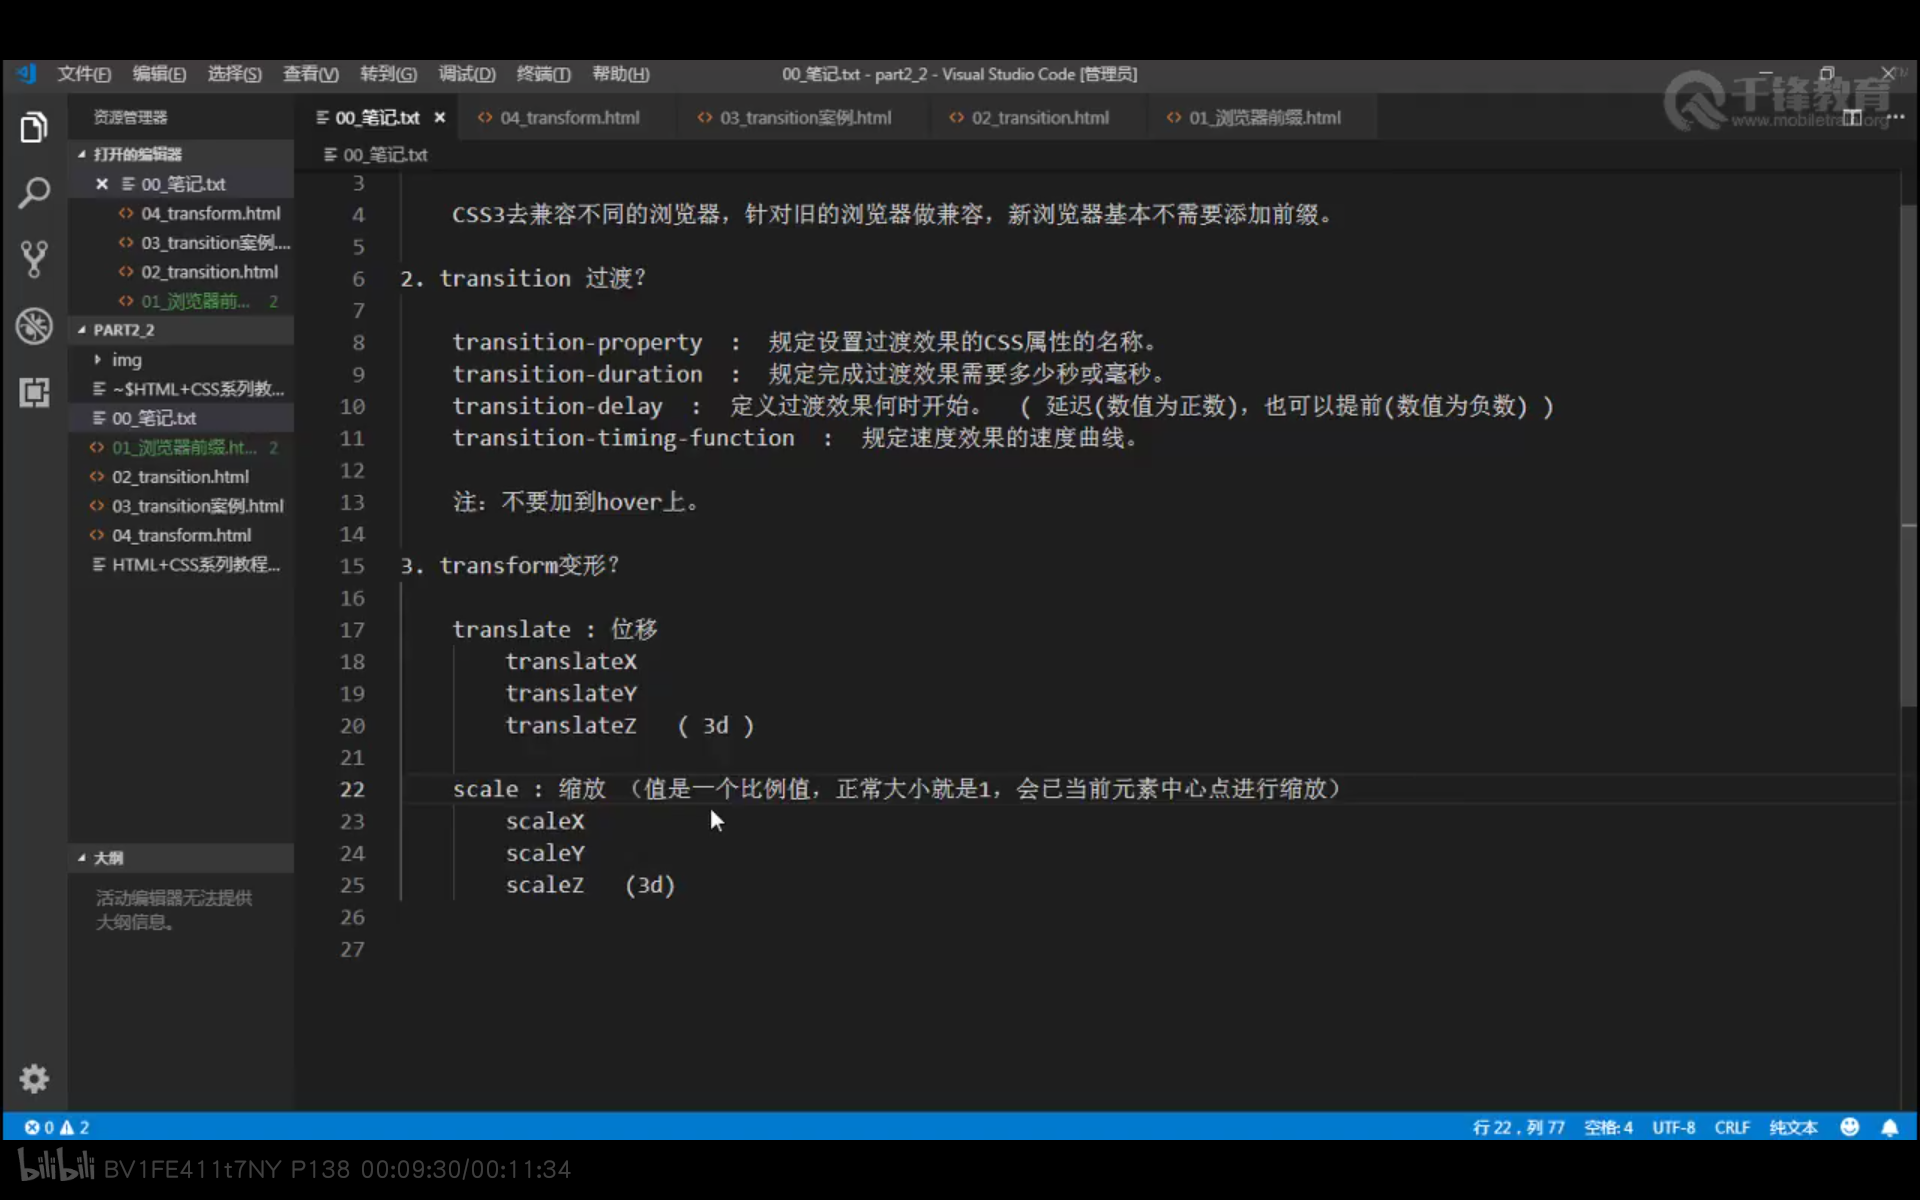 文件(F) 编辑(E) 选择(S) 查看(V) 转到(G) 调试(D) 终端(T) 帮助(H) 00_笔记.txt - part2_2 - Visual Studio Code [管理员]
千锋教育
资源管理器 00_笔记.txt 04_transform.html 03_transition案例.html 02_transition.html 01_浏览器前缀.html
打开的编辑器 00_笔记.txt
00_笔记.txt
04_transform.html
03_transition案例....
02_transition.html
01_浏览器前... 2
PART2_2
img
~$HTML+CSS系列教...
00_笔记.txt
01_浏览器前缀.ht... 2
02_transition.html
03_transition案例.html
04_transform.html
HTML+CSS系列教程...
大纲
活动编辑器无法提供
大纲信息。
3
4 CSS3去兼容不同的浏览器，针对旧的浏览器做兼容，新浏览器基本不需要添加前缀。
5
6 2. transition 过渡？
7
8 transition-property : 规定设置过渡效果的CSS属性的名称。
9 transition-duration : 规定完成过渡效果需要多少秒或毫秒。
10 transition-delay : 定义过渡效果何时开始。 ( 延迟(数值为正数)，也可以提前(数值为负数) )
11 transition-timing-function : 规定速度效果的速度曲线。
12
13 注：不要加到hover上。
14
15 3. transform变形？
16
17 translate : 位移
18 translateX
19 translateY
20 translateZ ( 3d )
21
22 scale : 缩放 （值是一个比例值，正常大小就是1，会已当前元素中心点进行缩放）
23 scaleX
24 scaleY
25 scaleZ (3d)
26
27
0 2 行 22，列 77 空格: 4 UTF-8 CRLF 纯文本
bilibili BV1FE411t7NY P138 00:09:30/00:11:34